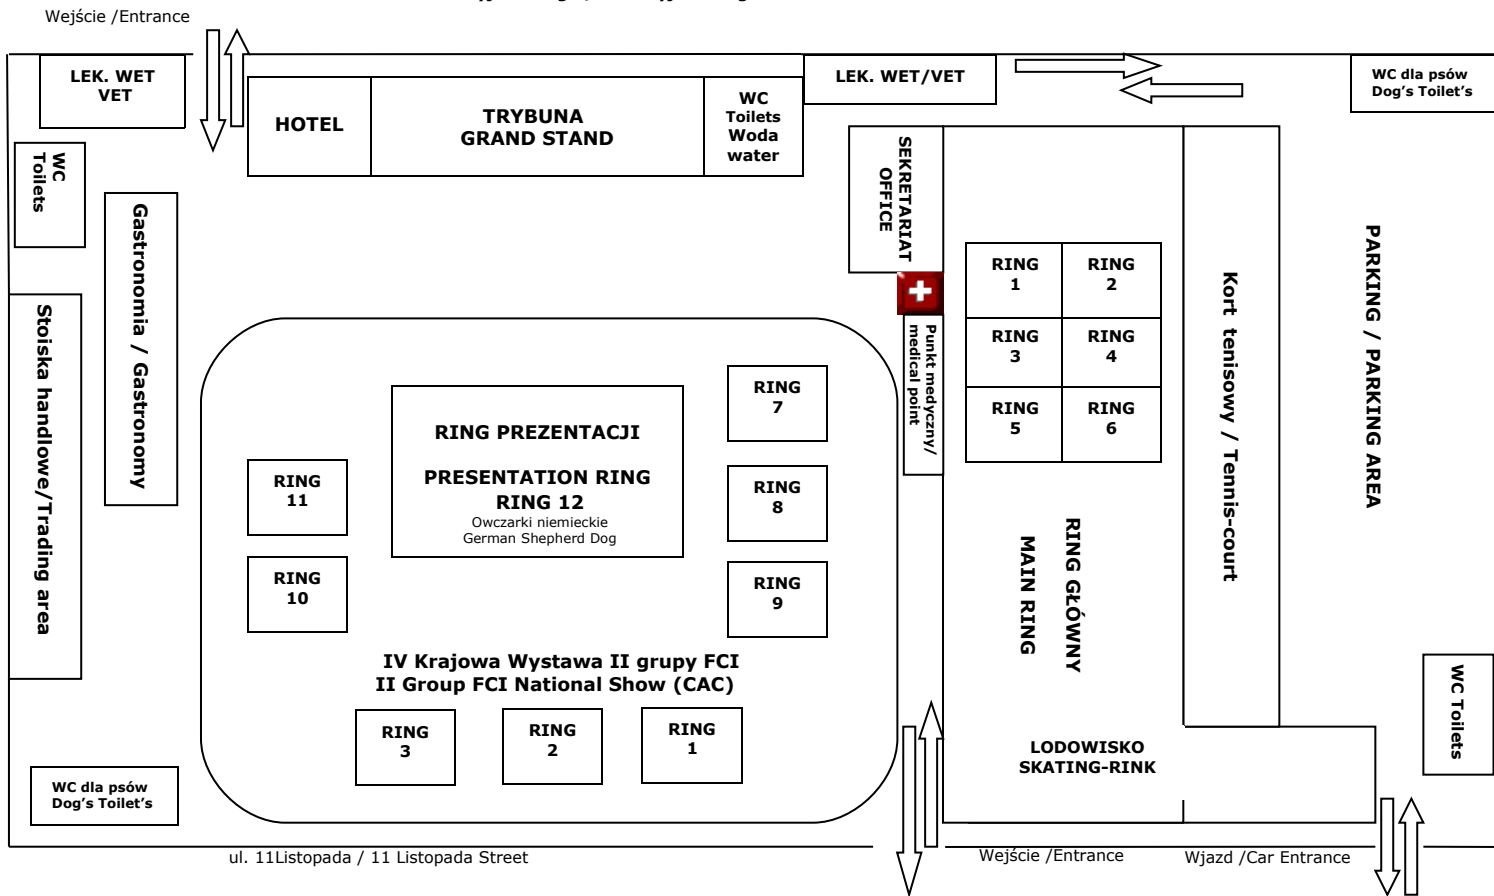 Wejście /Entrance
LEK. WET
VET
HOTEL
TRYBUNA
GRAND STAND
WC
Toilets
Woda
water
LEK. WET/VET
WC dla psów
Dog's Toilet's
WC
Toilets
Gastronomia / Gastronomy
Stoiska handlowe/Trading area
SEKRETARIAT
OFFICE
Punkt medyczny/
medical point
RING
1
RING
2
RING
3
RING
4
RING
5
RING
6
Kort tenisowy / Tennis-court
PARKING / PARKING AREA
RING PREZENTACJI
PRESENTATION RING
RING 12
Owczarki niemieckie
German Shepherd Dog
RING
7
RING
8
RING
9
RING
11
RING
10
IV Krajowa Wystawa II grupy FCI
II Group FCI National Show (CAC)
RING
3
RING
2
RING
1
RING GŁÓWNY
MAIN RING
LODOWISKO
SKATING-RINK
WC Toilets
WC dla psów
Dog's Toilet's
ul. 11Listopada / 11 Listopada Street
Wejście /Entrance
Wjazd /Car Entrance